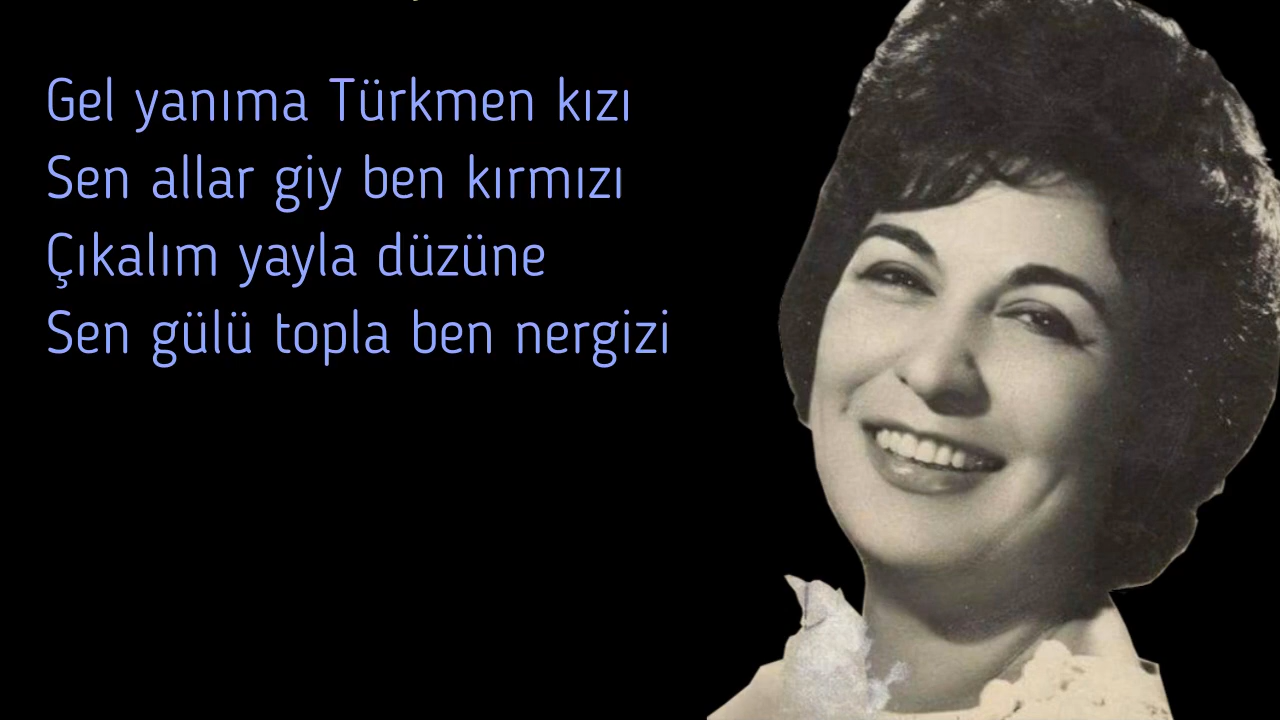 Gel yanıma Türkmen kızı
Sen allar giy ben kırmızı
Çıkalım yayla düzüne
Sen gülü topla ben nergizi